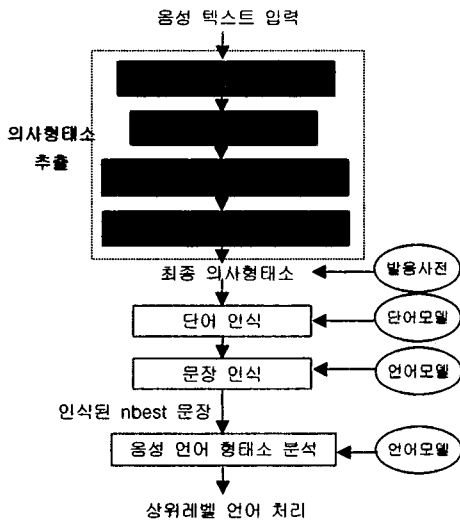 음성 텍스트 입력
의사형태소
추출
최종 의사형태소
발음사전
단어 인식
단어모델
문장 인식
언어모델
인식된 nbest 문장
음성 언어 형태소 분석
언어모델
상위레벨 언어 처리